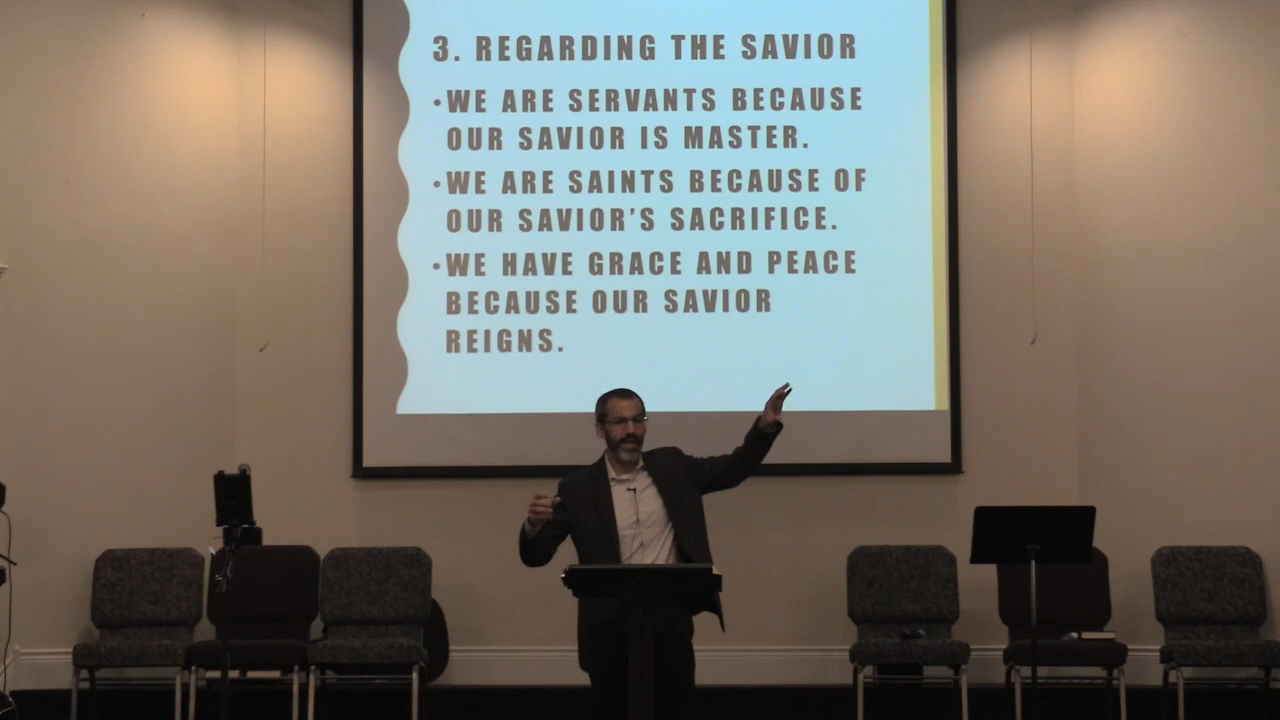 3. REGARDING THE SAVIOR
•WE ARE SERVANTS BECAUSE
OUR SAVIOR IS MASTER.
•WE ARE SAINTS BECAUSE OF
OUR SAVIOR’S SACRIFICE.
•WE HAVE GRACE AND PEACE
BECAUSE OUR SAVIOR
REIGNS.